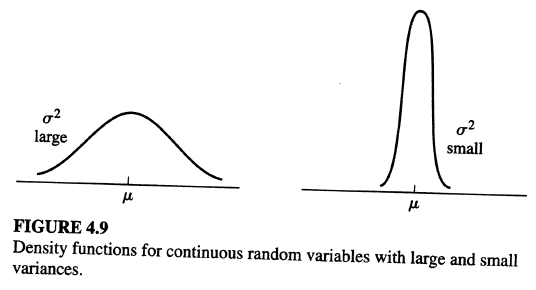 σ²
large
μ
σ²
small
μ
FIGURE 4.9
Density functions for continuous random variables with large and small
variances.